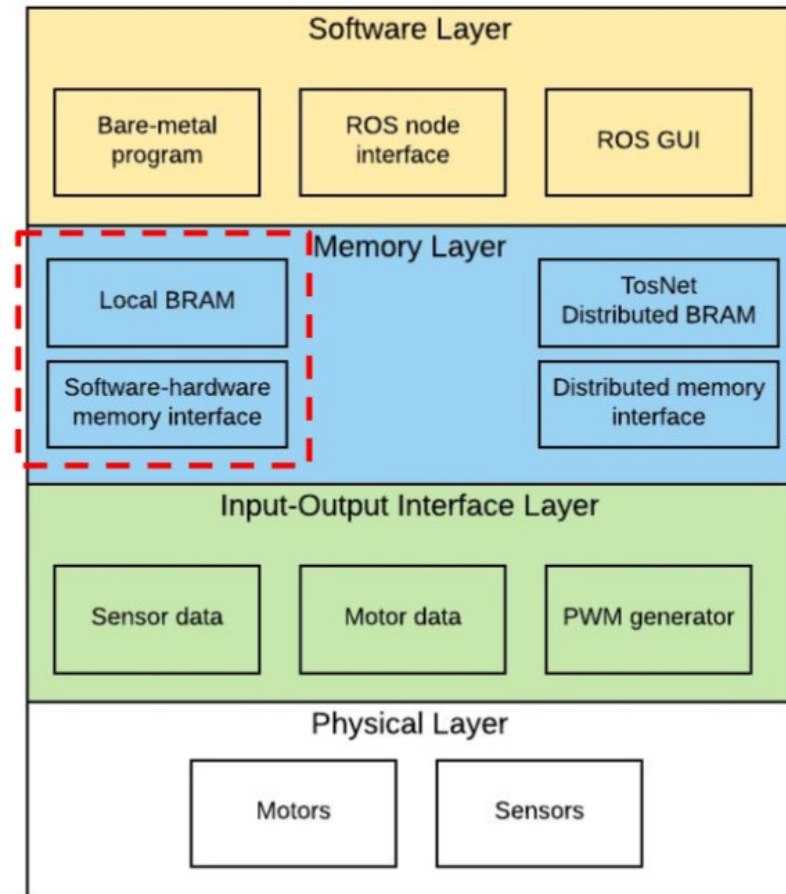 Software Layer
Bare-metal
program
ROS node
interface
ROS GUI
Memory Layer
Local BRAM
TosNet
Distributed BRAM
Software-hardware
memory interface
Distributed memory
interface
Input-Output Interface Layer
Sensor data
Motor data
PWM generator
Physical Layer
Motors
Sensors